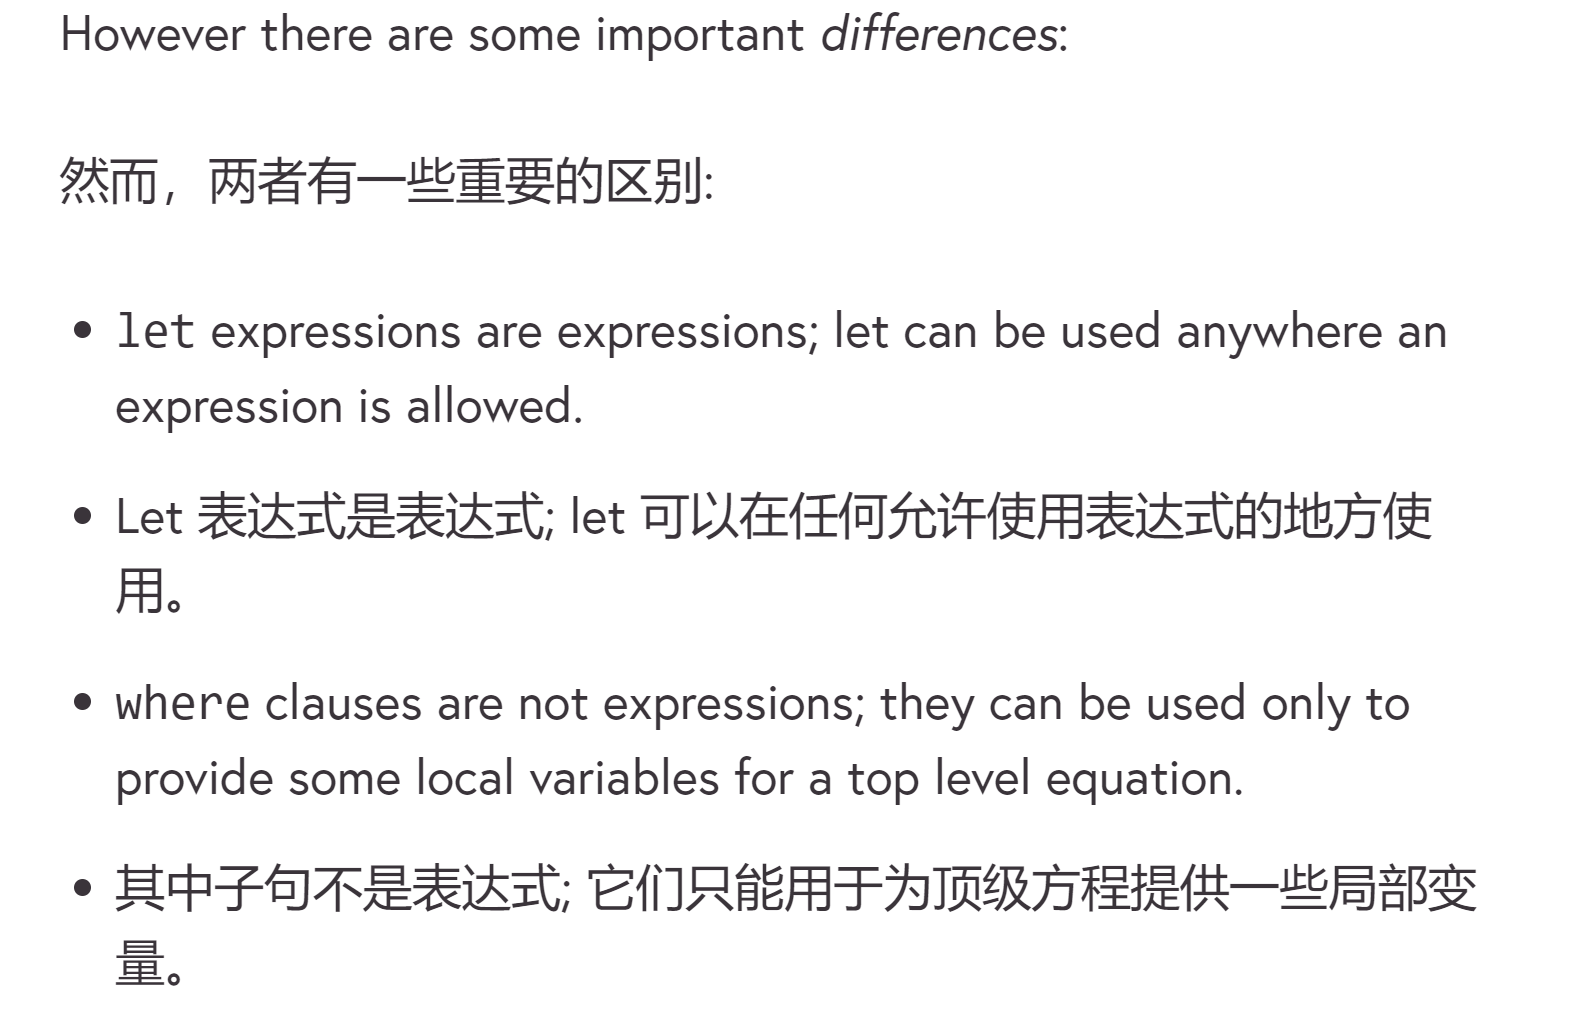 However there are some important differences:
然而，两者有一些重要的区别:
let expressions are expressions; let can be used anywhere an
expression is allowed.
Let 表达式是表达式; let 可以在任何允许使用表达式的地方使
用。
where clauses are not expressions; they can be used only to
provide some local variables for a top level equation.
其中子句不是表达式; 它们只能用于为顶级方程提供一些局部变
量。